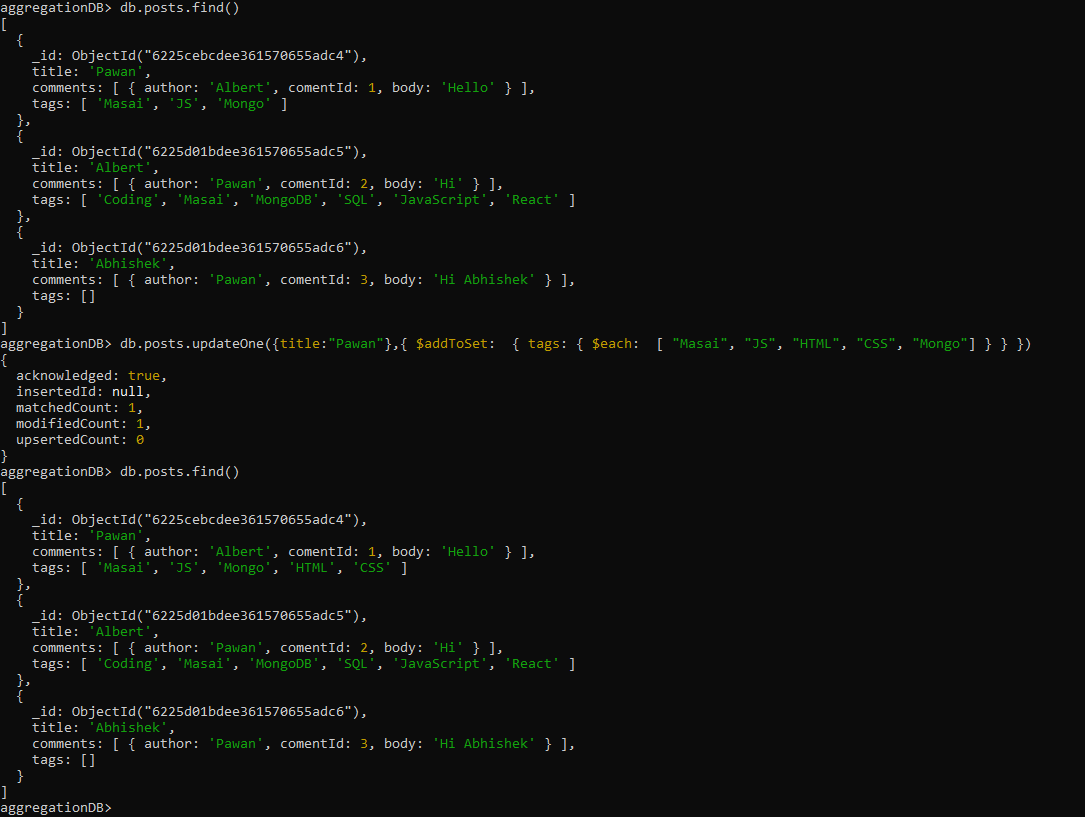 aggregationDB> db.posts.find()
[
  {
    _id: ObjectId("6225cebcdee361570655adc4"),
    title: 'Pawan',
    comments: [ { author: 'Albert', comentId: 1, body: 'Hello' } ],
    tags: [ 'Masai', 'JS', 'Mongo' ]
  },
  {
    _id: ObjectId("6225d01bdee361570655adc5"),
    title: 'Albert',
    comments: [ { author: 'Pawan', comentId: 2, body: 'Hi' } ],
    tags: [ 'Coding', 'Masai', 'MongoDB', 'SQL', 'JavaScript', 'React' ]
  },
  {
    _id: ObjectId("6225d01bdee361570655adc6"),
    title: 'Abhishek',
    comments: [ { author: 'Pawan', comentId: 3, body: 'Hi Abhishek' } ],
    tags: []
  }
]
aggregationDB> db.posts.updateOne({title:"Pawan"},{ $addToSet:  { tags: { $each:  [ "Masai", "JS", "HTML", "CSS", "Mongo"] } } })
{
  acknowledged: true,
  insertedId: null,
  matchedCount: 1,
  modifiedCount: 1,
  upsertedCount: 0
}
aggregationDB> db.posts.find()
[
  {
    _id: ObjectId("6225cebcdee361570655adc4"),
    title: 'Pawan',
    comments: [ { author: 'Albert', comentId: 1, body: 'Hello' } ],
    tags: [ 'Masai', 'JS', 'Mongo', 'HTML', 'CSS' ]
  },
  {
    _id: ObjectId("6225d01bdee361570655adc5"),
    title: 'Albert',
    comments: [ { author: 'Pawan', comentId: 2, body: 'Hi' } ],
    tags: [ 'Coding', 'Masai', 'MongoDB', 'SQL', 'JavaScript', 'React' ]
  },
  {
    _id: ObjectId("6225d01bdee361570655adc6"),
    title: 'Abhishek',
    comments: [ { author: 'Pawan', comentId: 3, body: 'Hi Abhishek' } ],
    tags: []
  }
]
aggregationDB>